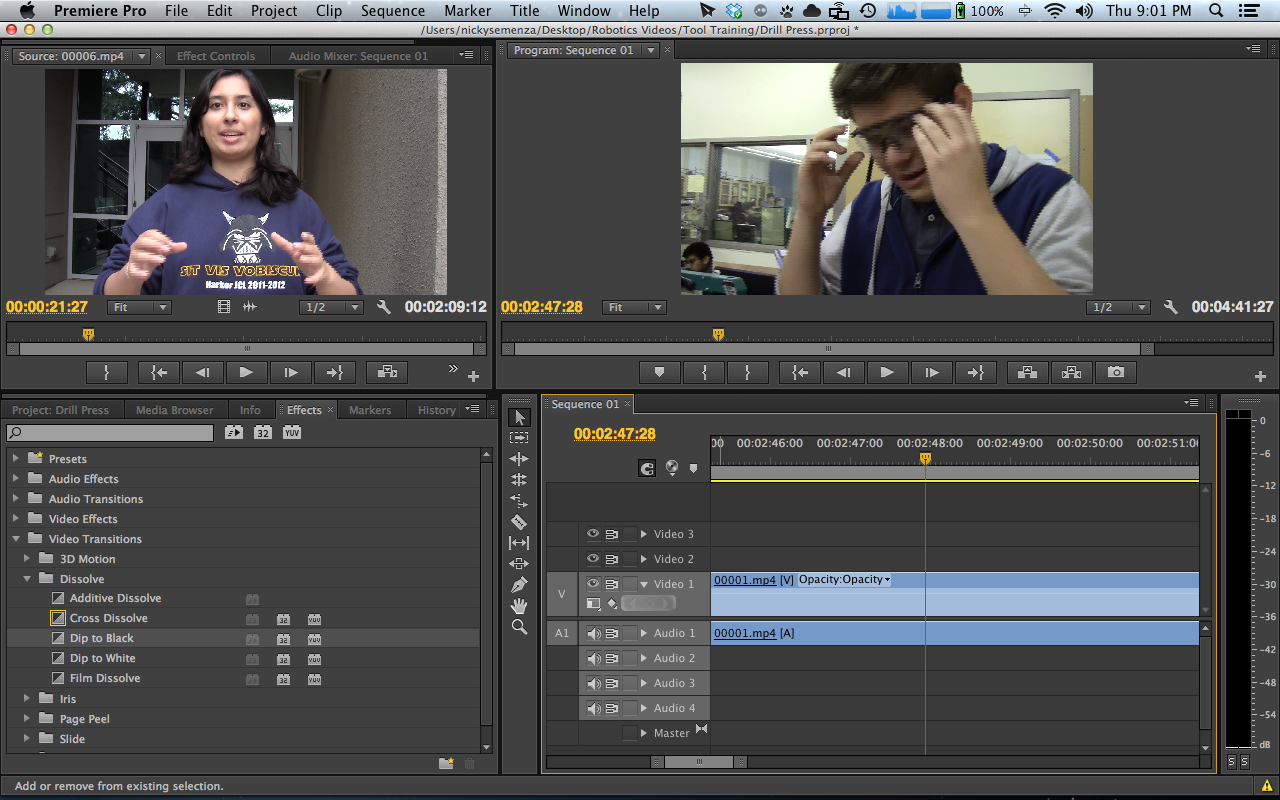 Premiere Pro File Edit Project Clip Sequence Marker Title Window Help 100% Thu 9:01 PM
/Users/nickysemenza/Desktop/Robotics Videos/Tool Training/Drill Press.prproj *
Source: 00006.mp4 Effect Controls Audio Mixer: Sequence 01
Program: Sequence 01
SIT VIS VOBISCU
Harker JCL 2011-2012
00:00:21:27 Fit 1/2 00:02:09:12
00:02:47:28 Fit 1/2 00:04:41:27
Project: Drill Press Media Browser Info Effects Markers History
32 YUV
Presets
Audio Effects
Audio Transitions
Video Effects
Video Transitions
3D Motion
Dissolve
Additive Dissolve
Cross Dissolve 32 YUV
Dip to Black 32 YUV
Dip to White 32 YUV
Film Dissolve 32 YUV
Iris
Page Peel
Slide
Sequence 01
00:02:47:28
:00 00:02:46:00 00:02:47:00 00:02:48:00 00:02:49:00 00:02:50:00 00:02:51:0
Video 3
Video 2
V Video 1 00001.mp4 [V] Opacity:Opacity
A1 Audio 1 00001.mp4 [A]
Audio 2
Audio 3
Audio 4
Master
0
-6
-12
-18
-24
-30
-36
-42
-48
-54
dB
S S
Add or remove from existing selection.